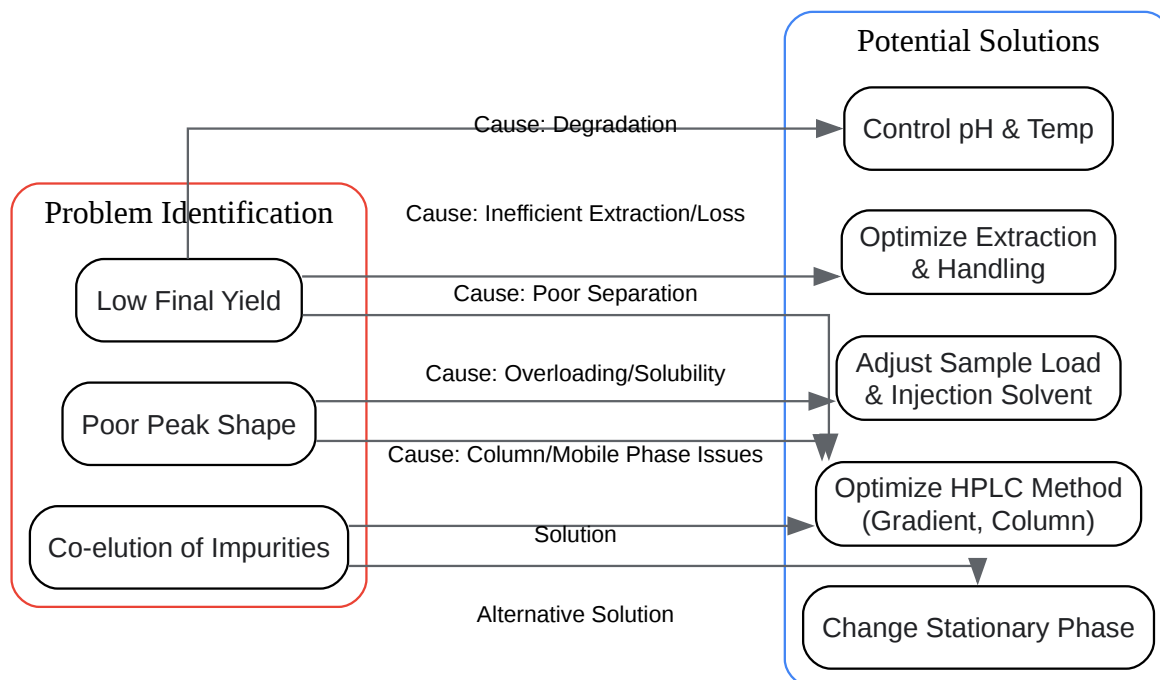 Potential Solutions
Cause: Degradation
Control pH & Temp
Problem Identification
Cause: Inefficient Extraction/Loss
Optimize Extraction
& Handling
Low Final Yield
Cause: Poor Separation
Adjust Sample Load
& Injection Solvent
Cause: Overloading/Solubility
Poor Peak Shape
Cause: Column/Mobile Phase Issues
Optimize HPLC Method
(Gradient, Column)
Co-elution of Impurities
Solution
Alternative Solution
Change Stationary Phase